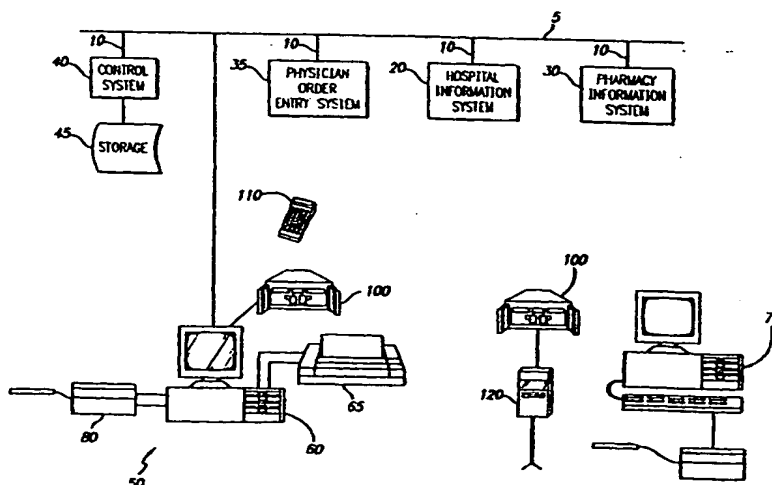 5
10 10 10 10
40 CONTROL SYSTEM
35 PHYSICIAN ORDER ENTRY SYSTEM
20 HOSPITAL INFORMATION SYSTEM
30 PHARMACY INFORMATION SYSTEM
45 STORAGE
110
100 100
7
65
120
80 60
50